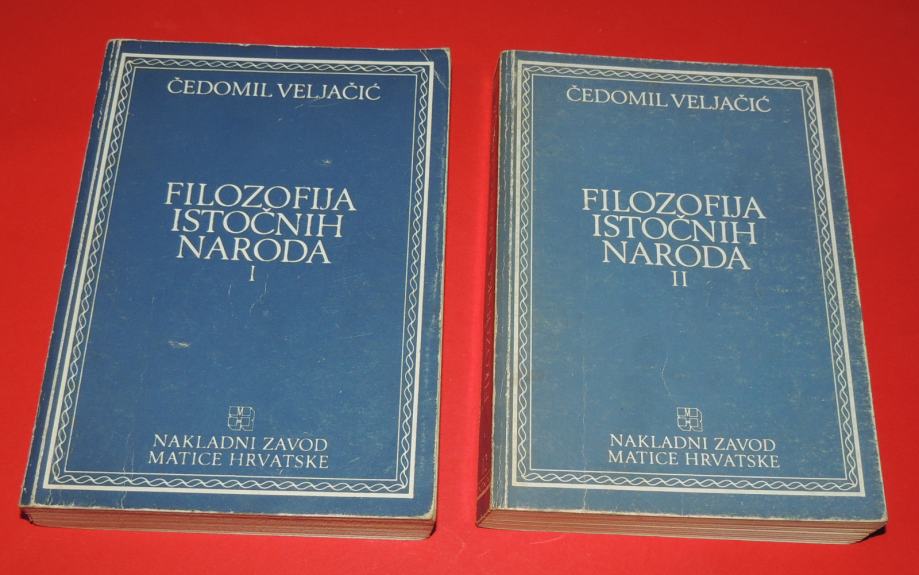 ČEDOMIL VELJAČIĆ
FILOZOFIJA
ISTOČNIH
NARODA
I
NAKLADNI ZAVOD
MATICE HRVATSKE
ČEDOMIL VELJAČIĆ
FILOZOFIJA
ISTOČNIH
NARODA
II
NAKLADNI ZAVOD
MATICE HRVATSKE